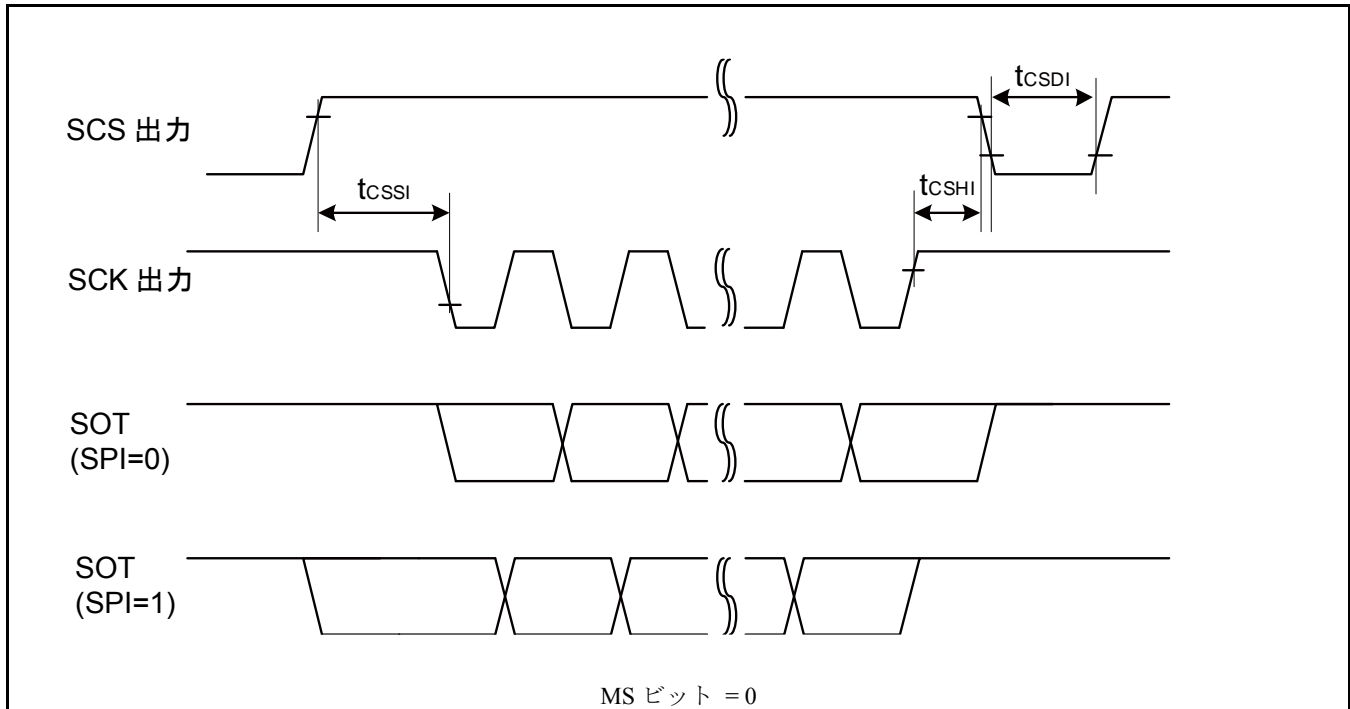 tCSDI
SCS 出力
tCSSI
tCSHI
SCK 出力
SOT
(SPI=0)
SOT
(SPI=1)
MS ビット = 0